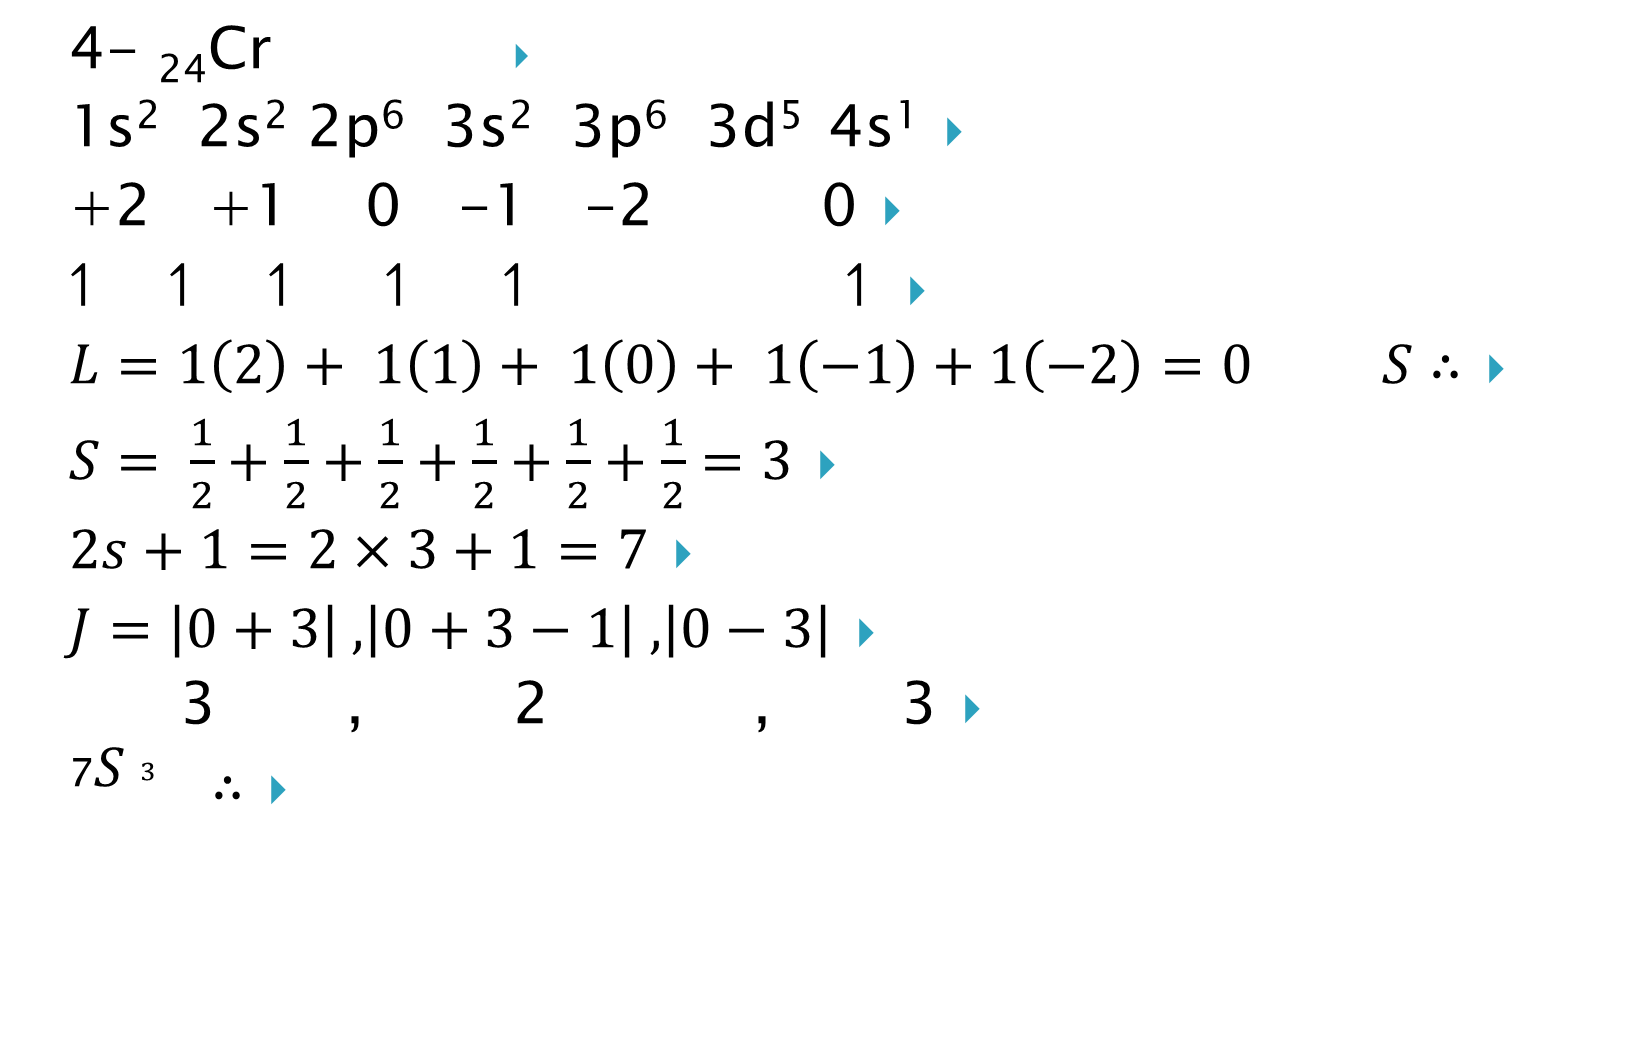 4– ₂₄Cr
1s² 2s² 2p⁶ 3s² 3p⁶ 3d⁵ 4s¹
+2 +1 0 –1 –2 0
1 1 1 1 1 1
L = 1(2) + 1(1) + 1(0) + 1(−1) + 1(−2) = 0 S ∴
S = 1/2 + 1/2 + 1/2 + 1/2 + 1/2 + 1/2 = 3
2s + 1 = 2 × 3 + 1 = 7
J = |0 + 3| ,|0 + 3 − 1| ,|0 − 3|
3 , 2 , 3
7S ³ ∴